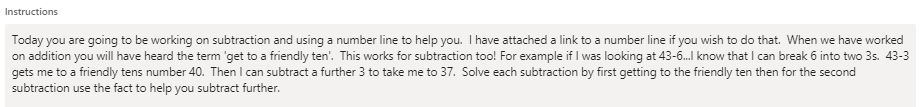 Instructions
Today you are going to be working on subtraction and using a number line to help you.  I have attached a link to a number line if you wish to do that.  When we have worked
on addition you will have heard the term 'get to a friendly ten'.  This works for subtraction too! For example if I was looking at 43-6...I know that I can break 6 into two 3s.  43-3
gets me to a friendly tens number 40.  Then I can subtract a further 3 to take me to 37.  Solve each subtraction by first getting to the friendly ten then for the second
subtraction use the fact to help you subtract further.